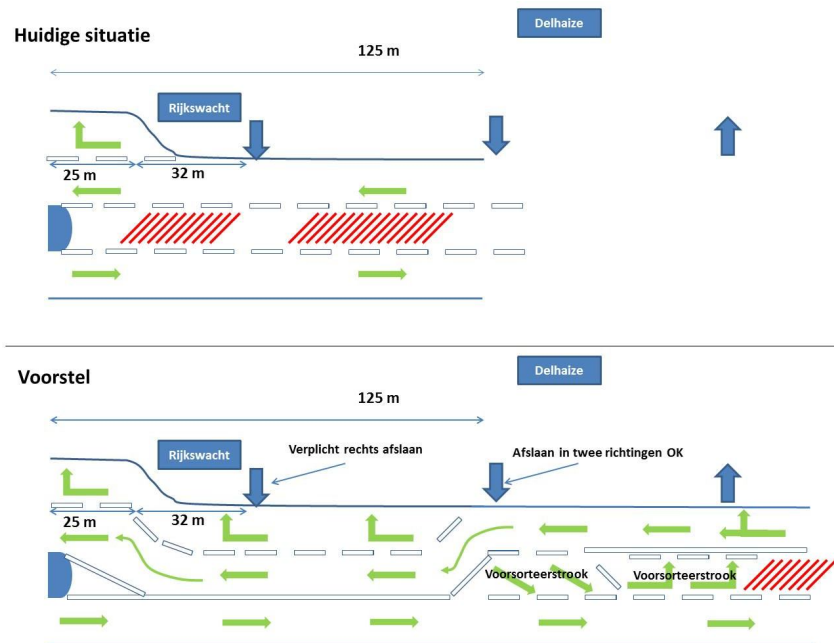 Huidige situatie
Delhaize
125 m
Rijkswacht
25 m
32 m
Voorstel
Delhaize
125 m
Rijkswacht
Verplicht rechts afslaan
Afslaan in twee richtingen OK
25 m
32 m
Voorsorteerstrook
Voorsorteerstrook